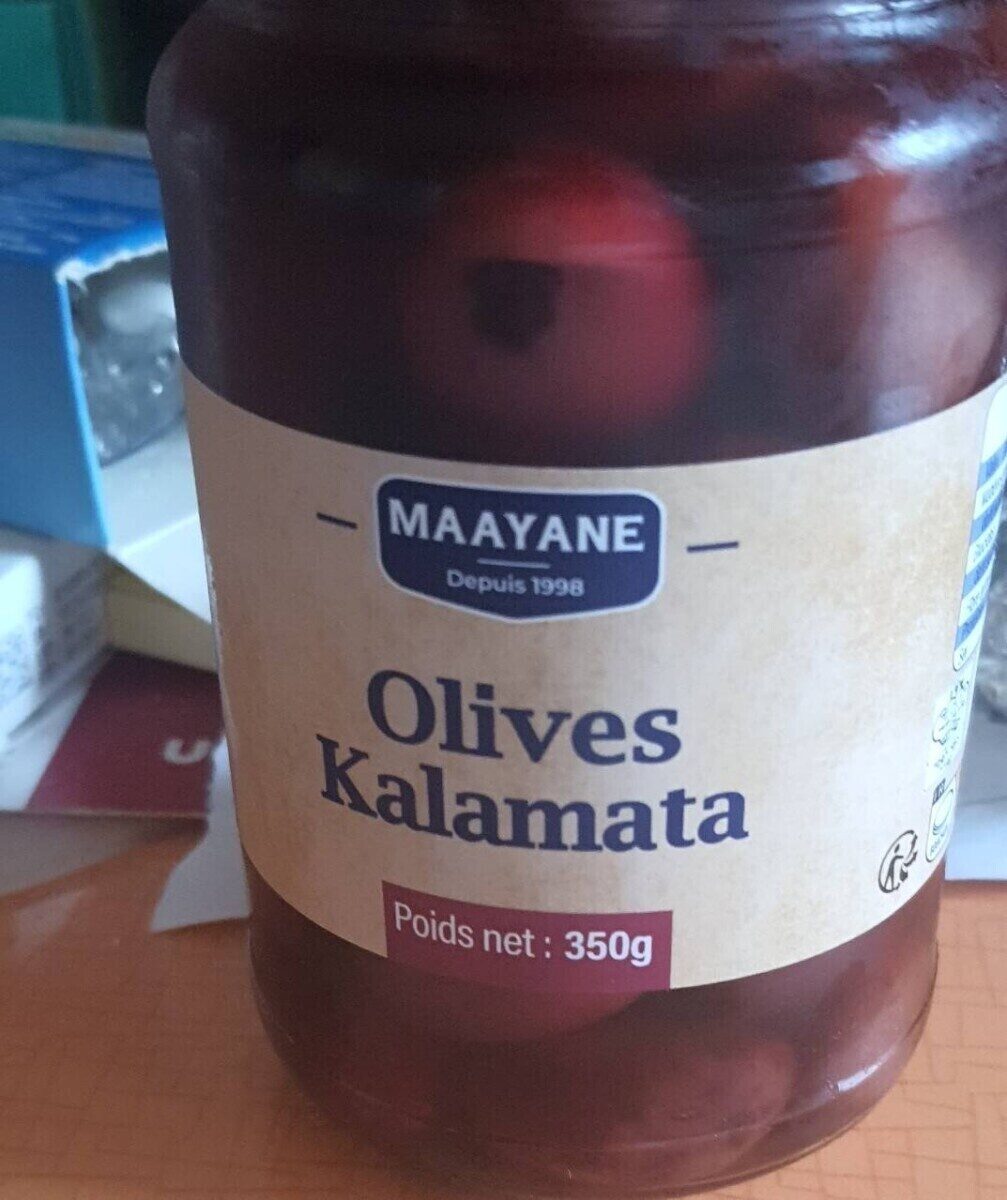 MAAYANE
Depuis 1998
Olives
Kalamata
Poids net : 350g